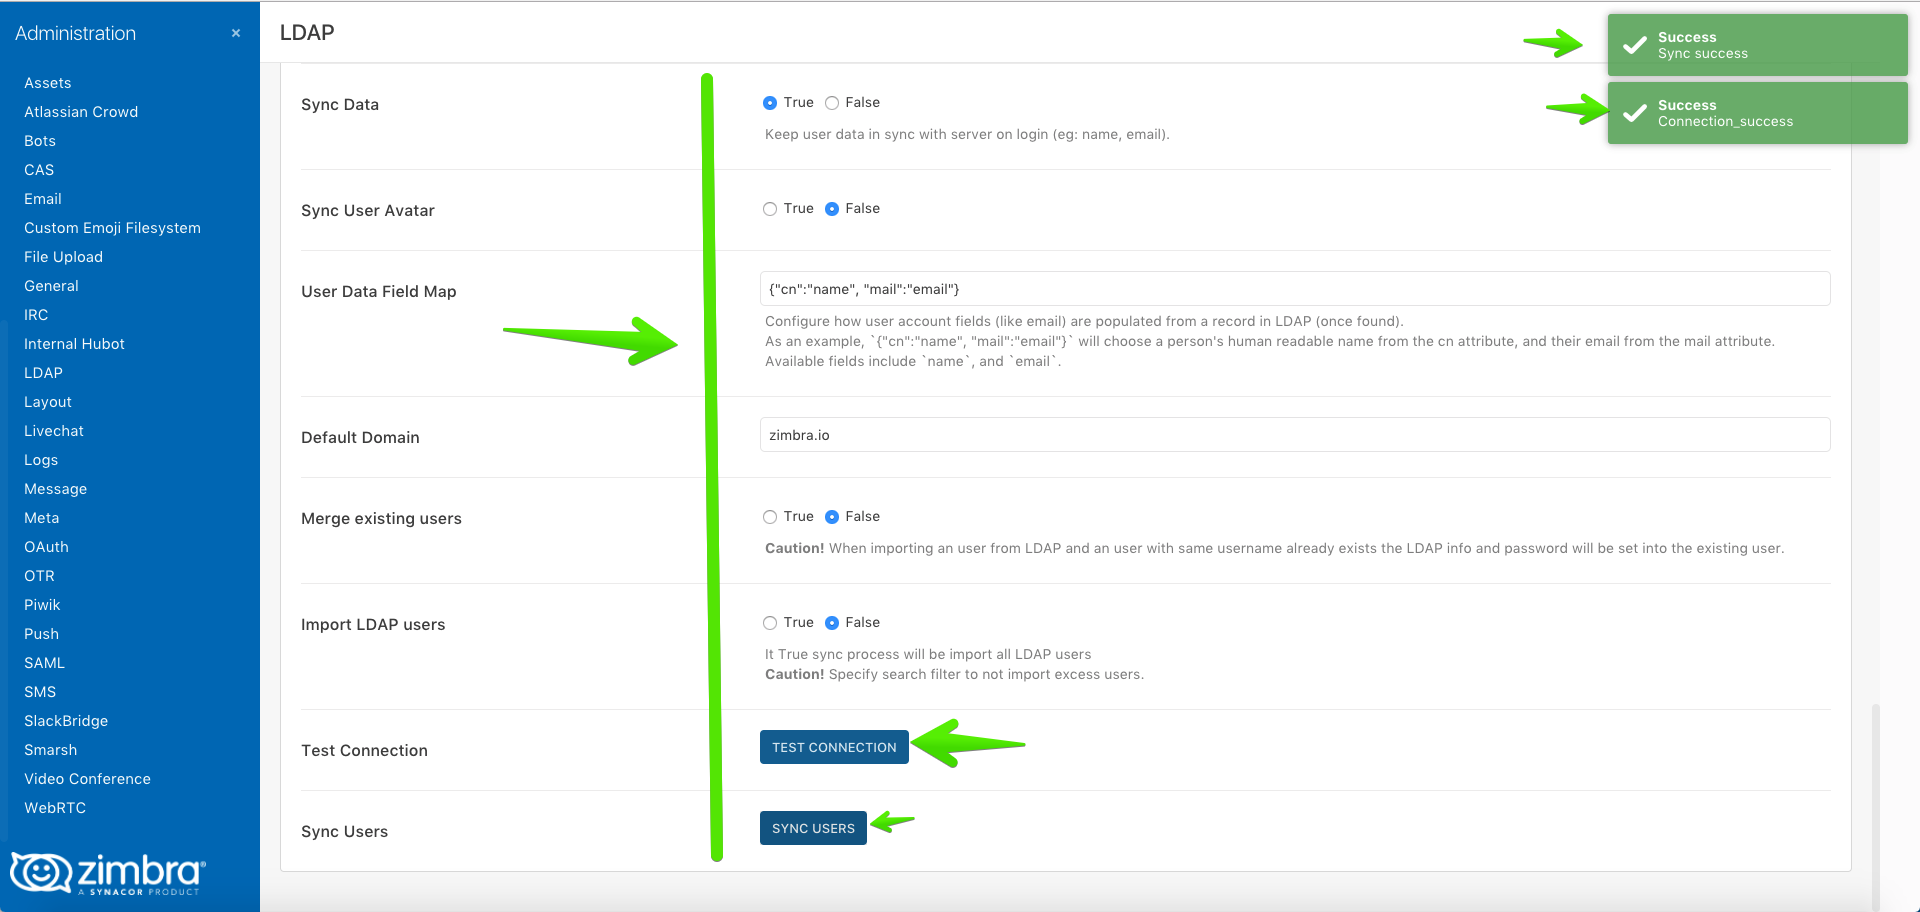 Administration
×
Assets
Atlassian Crowd
Bots
CAS
Email
Custom Emoji Filesystem
File Upload
General
IRC
Internal Hubot
LDAP
Layout
Livechat
Logs
Message
Meta
OAuth
OTR
Piwik
Push
SAML
SMS
SlackBridge
Smarsh
Video Conference
WebRTC
zimbra®
A SYNACOR PRODUCT
LDAP
Success
Sync success
Success
Connection_success
Sync Data
True False
Keep user data in sync with server on login (eg: name, email).
Sync User Avatar
True False
User Data Field Map
{"cn":"name", "mail":"email"}
Configure how user account fields (like email) are populated from a record in LDAP (once found).
As an example, `{"cn":"name", "mail":"email"}` will choose a person's human readable name from the cn attribute, and their email from the mail attribute.
Available fields include `name`, and `email`.
Default Domain
zimbra.io
Merge existing users
True False
Caution! When importing an user from LDAP and an user with same username already exists the LDAP info and password will be set into the existing user.
Import LDAP users
True False
It True sync process will be import all LDAP users
Caution! Specify search filter to not import excess users.
Test Connection
TEST CONNECTION
Sync Users
SYNC USERS